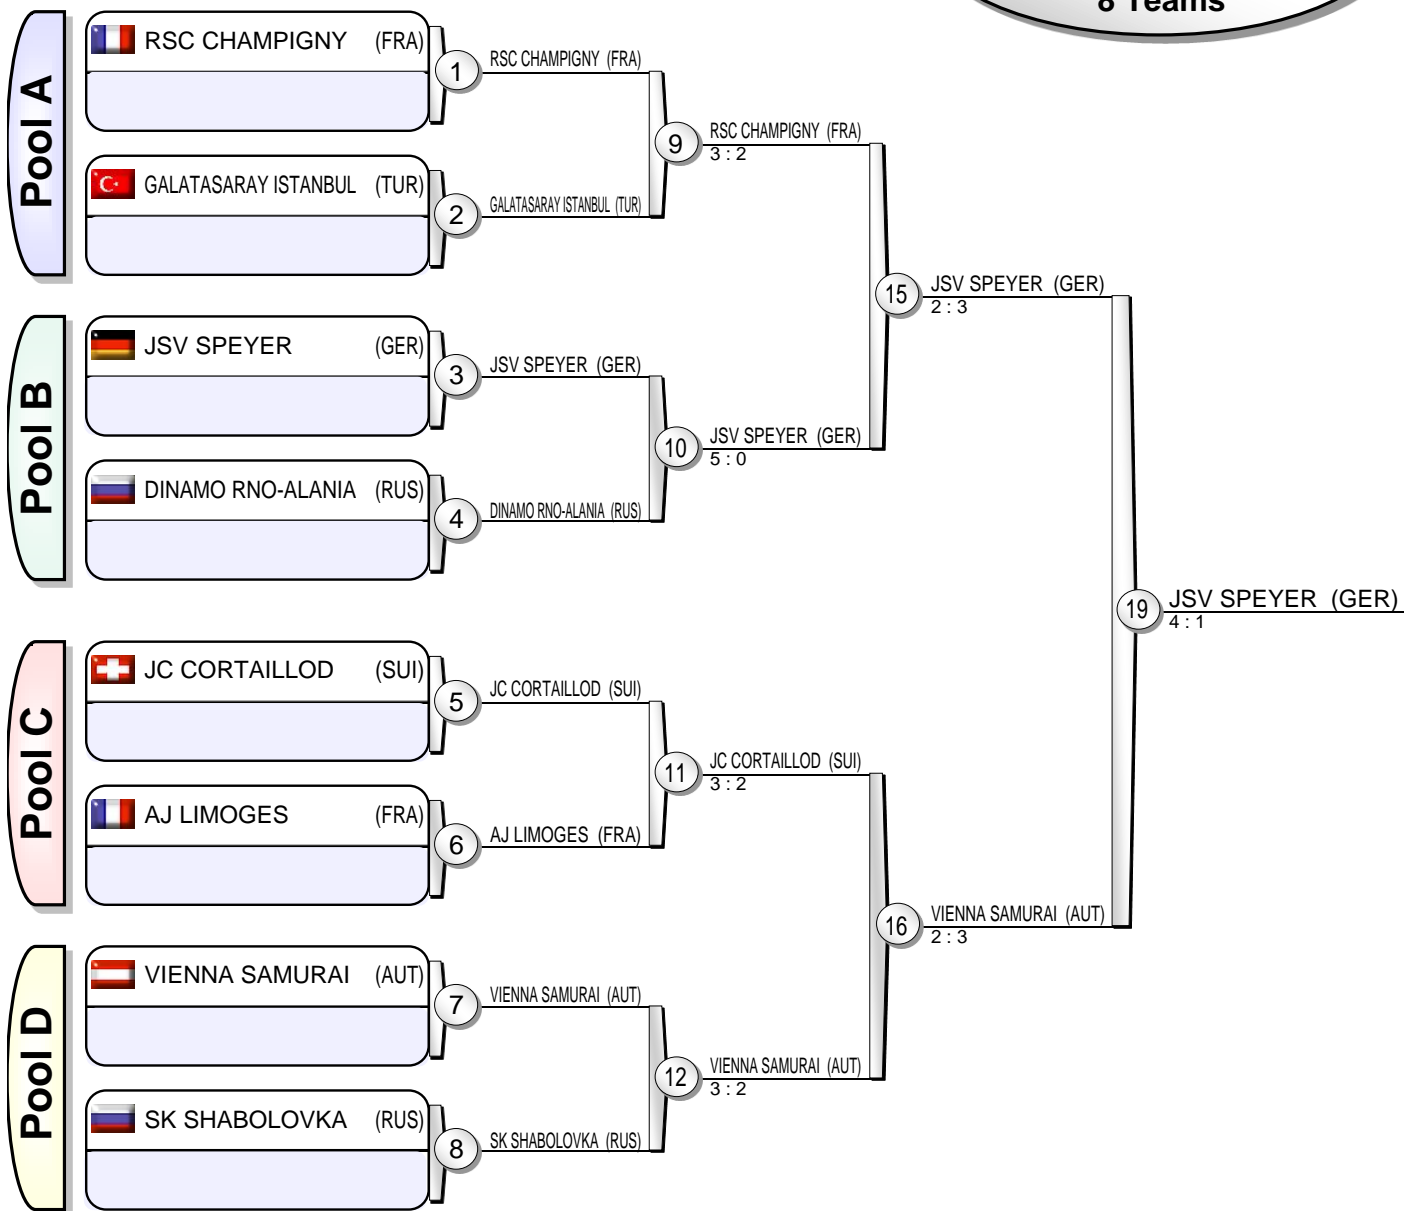 8 Teams
Pool A
RSC CHAMPIGNY (FRA)
1
RSC CHAMPIGNY (FRA)
GALATASARAY ISTANBUL (TUR)
2
GALATASARAY ISTANBUL (TUR)
9
RSC CHAMPIGNY (FRA)
3 : 2
Pool B
JSV SPEYER (GER)
3
JSV SPEYER (GER)
DINAMO RNO-ALANIA (RUS)
4
DINAMO RNO-ALANIA (RUS)
10
JSV SPEYER (GER)
5 : 0
15
JSV SPEYER (GER)
2 : 3
Pool C
JC CORTAILLOD (SUI)
5
JC CORTAILLOD (SUI)
AJ LIMOGES (FRA)
6
AJ LIMOGES (FRA)
11
JC CORTAILLOD (SUI)
3 : 2
Pool D
VIENNA SAMURAI (AUT)
7
VIENNA SAMURAI (AUT)
SK SHABOLOVKA (RUS)
8
SK SHABOLOVKA (RUS)
12
VIENNA SAMURAI (AUT)
3 : 2
16
VIENNA SAMURAI (AUT)
2 : 3
19
JSV SPEYER (GER)
4 : 1